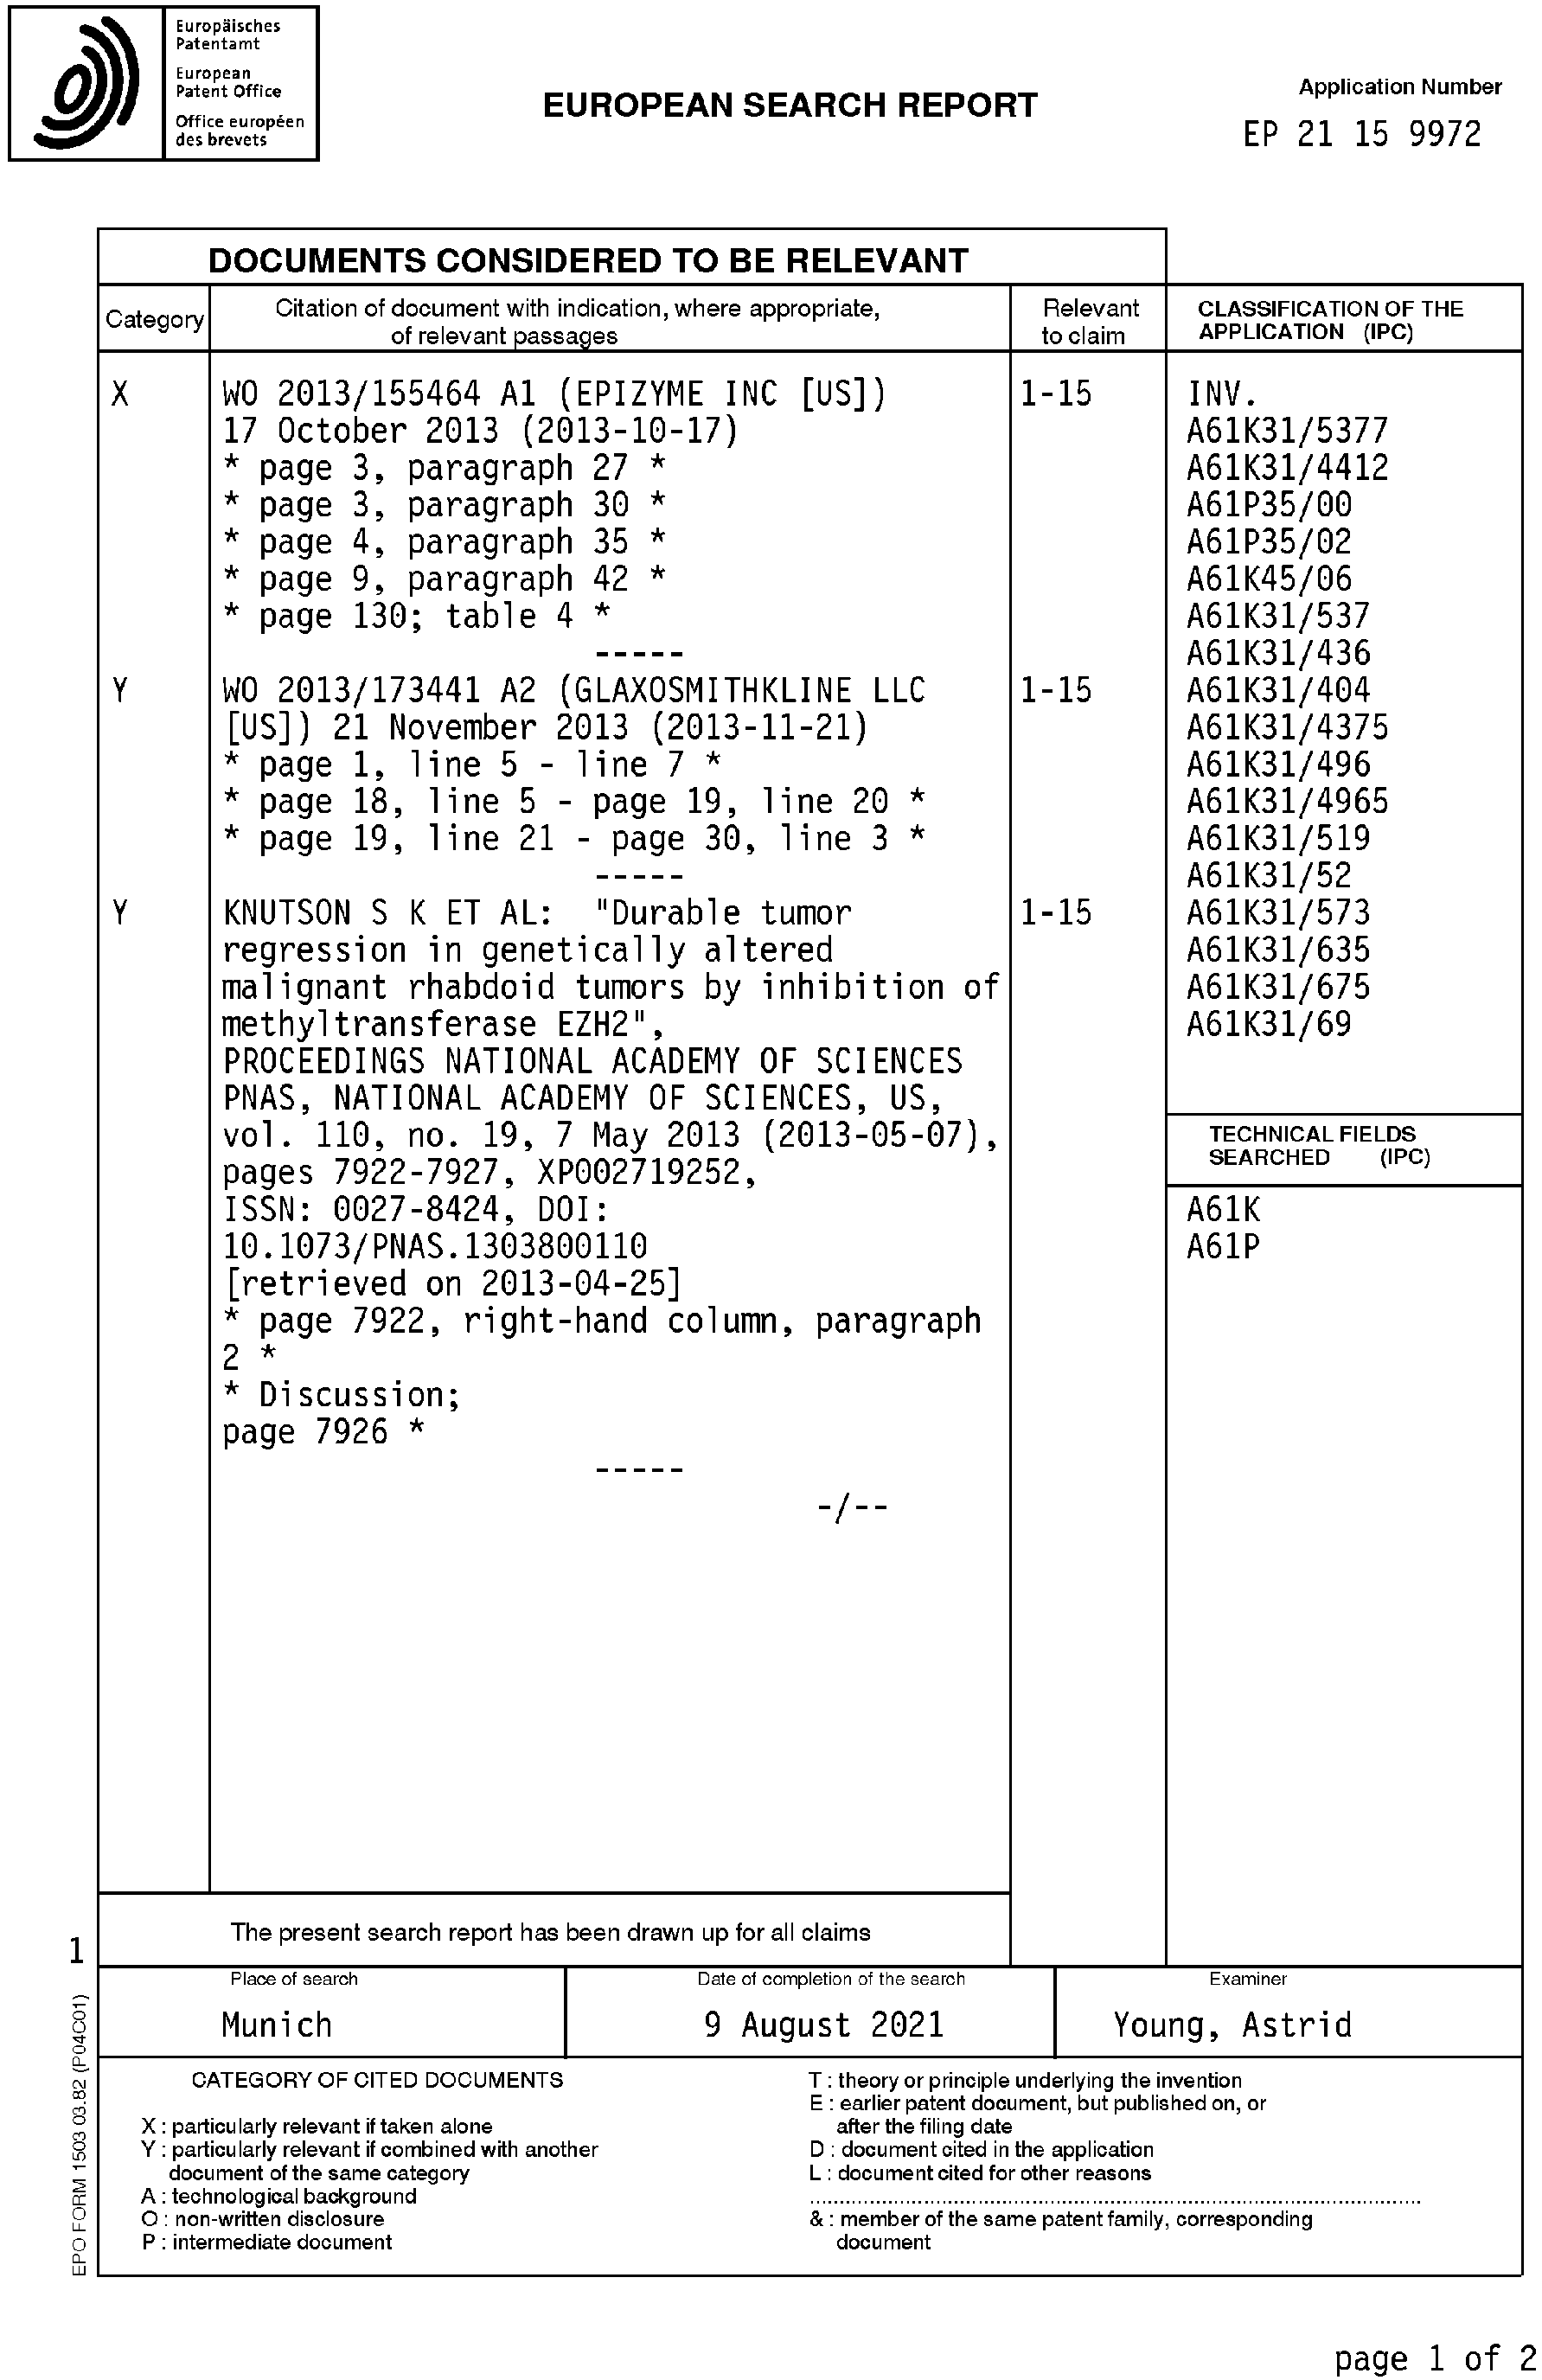 Europäisches
Patentamt
European
Patent Office
Office européen
des brevets
EUROPEAN SEARCH REPORT
Application Number
EP 21 15 9972
DOCUMENTS CONSIDERED TO BE RELEVANT
Category
Citation of document with indication, where appropriate,
of relevant passages
Relevant
to claim
CLASSIFICATION OF THE
APPLICATION (IPC)
X
WO 2013/155464 A1 (EPIZYME INC [US])
17 October 2013 (2013-10-17)
* page 3, paragraph 27 *
* page 3, paragraph 30 *
* page 4, paragraph 35 *
* page 9, paragraph 42 *
* page 130; table 4 *
-----
1-15
Y
WO 2013/173441 A2 (GLAXOSMITHKLINE LLC
[US]) 21 November 2013 (2013-11-21)
* page 1, line 5 - line 7 *
* page 18, line 5 - page 19, line 20 *
* page 19, line 21 - page 30, line 3 *
-----
1-15
Y
KNUTSON S K ET AL: "Durable tumor
regression in genetically altered
malignant rhabdoid tumors by inhibition of
methyltransferase EZH2",
PROCEEDINGS NATIONAL ACADEMY OF SCIENCES
PNAS, NATIONAL ACADEMY OF SCIENCES, US,
vol. 110, no. 19, 7 May 2013 (2013-05-07),
pages 7922-7927, XP002719252,
ISSN: 0027-8424, DOI:
10.1073/PNAS.1303800110
[retrieved on 2013-04-25]
* page 7922, right-hand column, paragraph
2 *
* Discussion;
page 7926 *
-----
-/--
1-15
INV.
A61K31/5377
A61K31/4412
A61P35/00
A61P35/02
A61K45/06
A61K31/537
A61K31/436
A61K31/404
A61K31/4375
A61K31/496
A61K31/4965
A61K31/519
A61K31/52
A61K31/573
A61K31/635
A61K31/675
A61K31/69
TECHNICAL FIELDS
SEARCHED (IPC)
A61K
A61P
The present search report has been drawn up for all claims
1
Place of search
Munich
Date of completion of the search
9 August 2021
Examiner
Young, Astrid
CATEGORY OF CITED DOCUMENTS
X : particularly relevant if taken alone
Y : particularly relevant if combined with another
document of the same category
A : technological background
O : non-written disclosure
P : intermediate document
T : theory or principle underlying the invention
E : earlier patent document, but published on, or
after the filing date
D : document cited in the application
L : document cited for other reasons
& : member of the same patent family, corresponding
document
EPO FORM 1503 03.82 (P04C01)
page 1 of 2